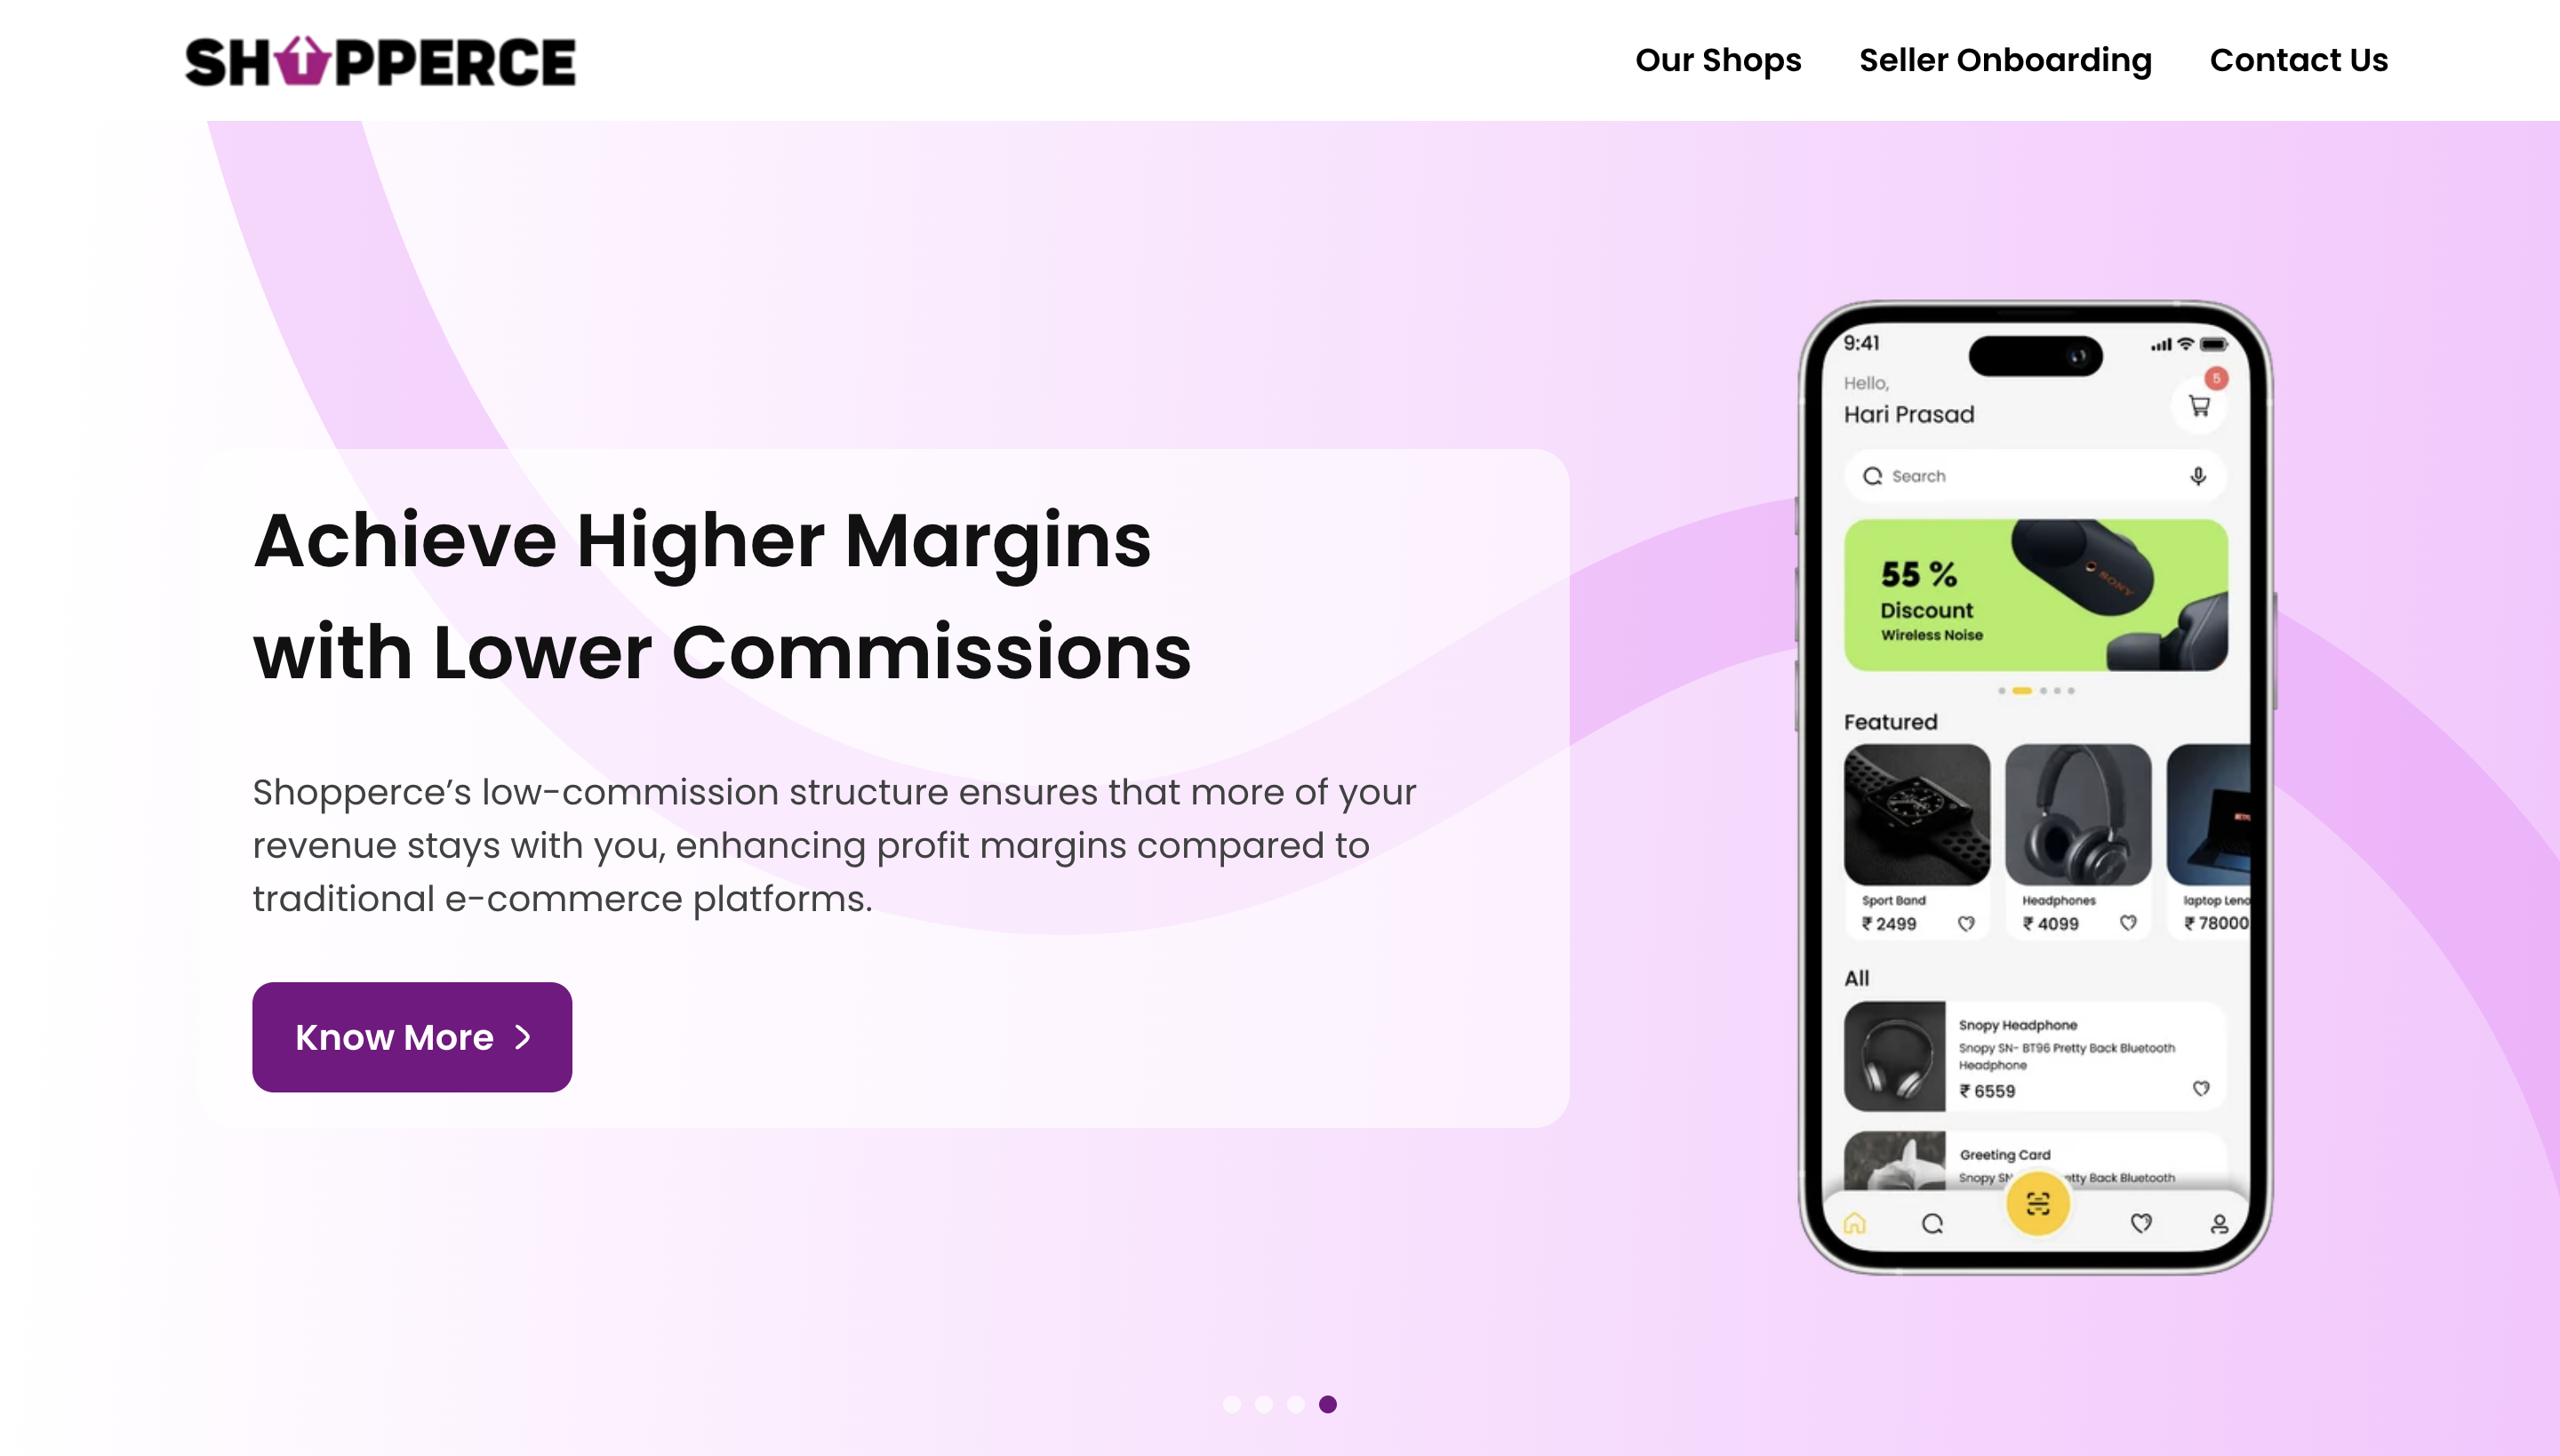 SHOPPERCE
Our Shops
Seller Onboarding
Contact Us
Achieve Higher Margins
with Lower Commissions
Shopperce’s low-commission structure ensures that more of your
revenue stays with you, enhancing profit margins compared to
traditional e-commerce platforms.
Know More
9:41
Hello,
5
Hari Prasad
Search
55 %
Discount
Wireless Noise
SONY
Featured
Sport Band
₹ 2499
Headphones
₹ 4099
laptop Leno
₹ 78000
All
Snopy Headphone
Snopy SN- BT96 Pretty Back Bluetooth
Headphone
₹ 6559
Greeting Card
Snopy SN etty Back Bluetooth